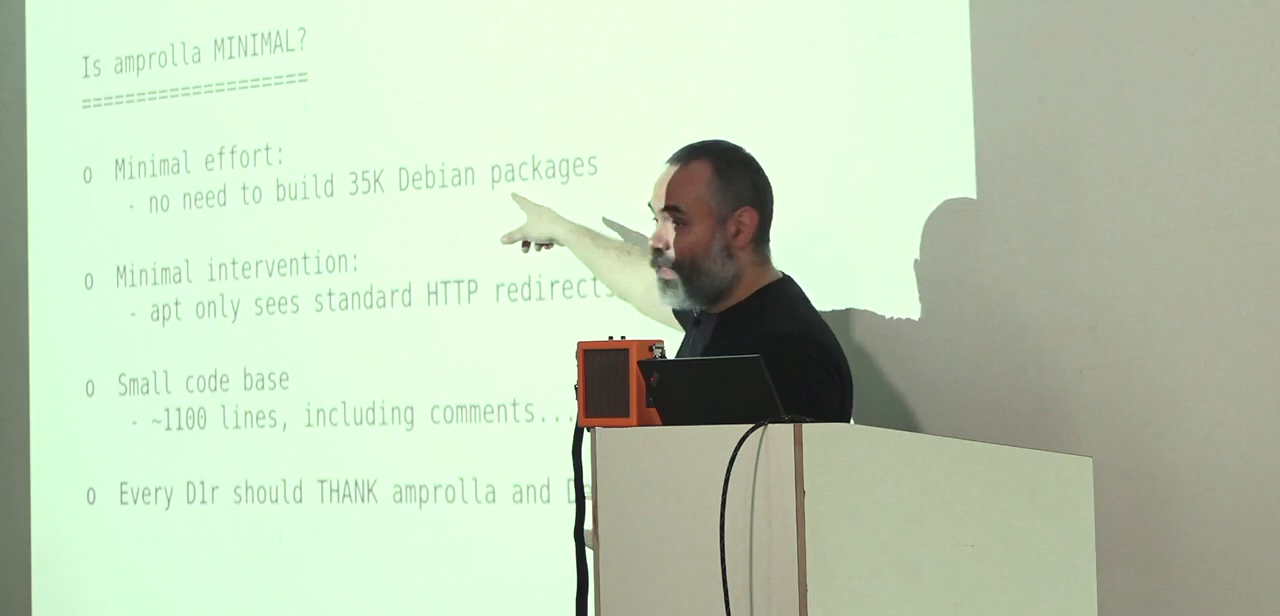 Is amprolla MINIMAL?
===================
o Minimal effort:
- no need to build 35K Debian packages
o Minimal intervention:
- apt only sees standard HTTP redirects
o Small code base
- ~1100 lines, including comments...
o Every D1r should THANK amprolla and